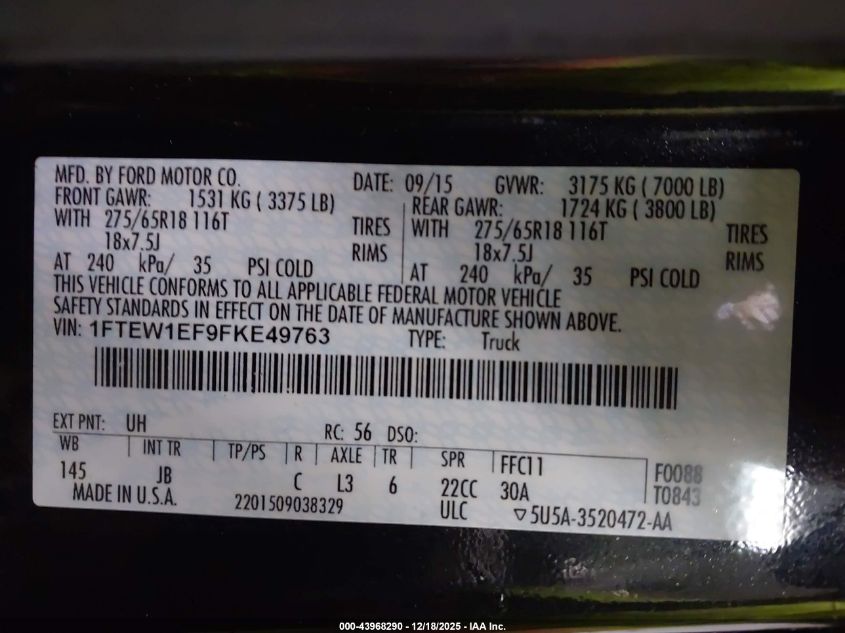 MFD. BY FORD MOTOR CO. DATE: 09/15 GVWR: 3175 KG ( 7000 LB)
FRONT GAWR: 1531 KG ( 3375 LB) REAR GAWR: 1724 KG ( 3800 LB)
WITH 275/65R18 116T TIRES WITH 275/65R18 116T TIRES
18x7.5J RIMS 18x7.5J RIMS
AT 240 kPa/ 35 PSI COLD AT 240 kPa/ 35 PSI COLD
THIS VEHICLE CONFORMS TO ALL APPLICABLE FEDERAL MOTOR VEHICLE
SAFETY STANDARDS IN EFFECT ON THE DATE OF MANUFACTURE SHOWN ABOVE.
VIN: 1FTEW1EF9FKE49763 TYPE: Truck
EXT PNT: UH RC: 56 DSO:
WB INT TR TP/PS R AXLE TR SPR FFC11 F0088
145 JB C L3 6 22CC 30A T0843
MADE IN U.S.A. 2201509038329 ULC ▽5U5A-3520472-AA
000-43968290 - 12/18/2025 - IAA Inc.